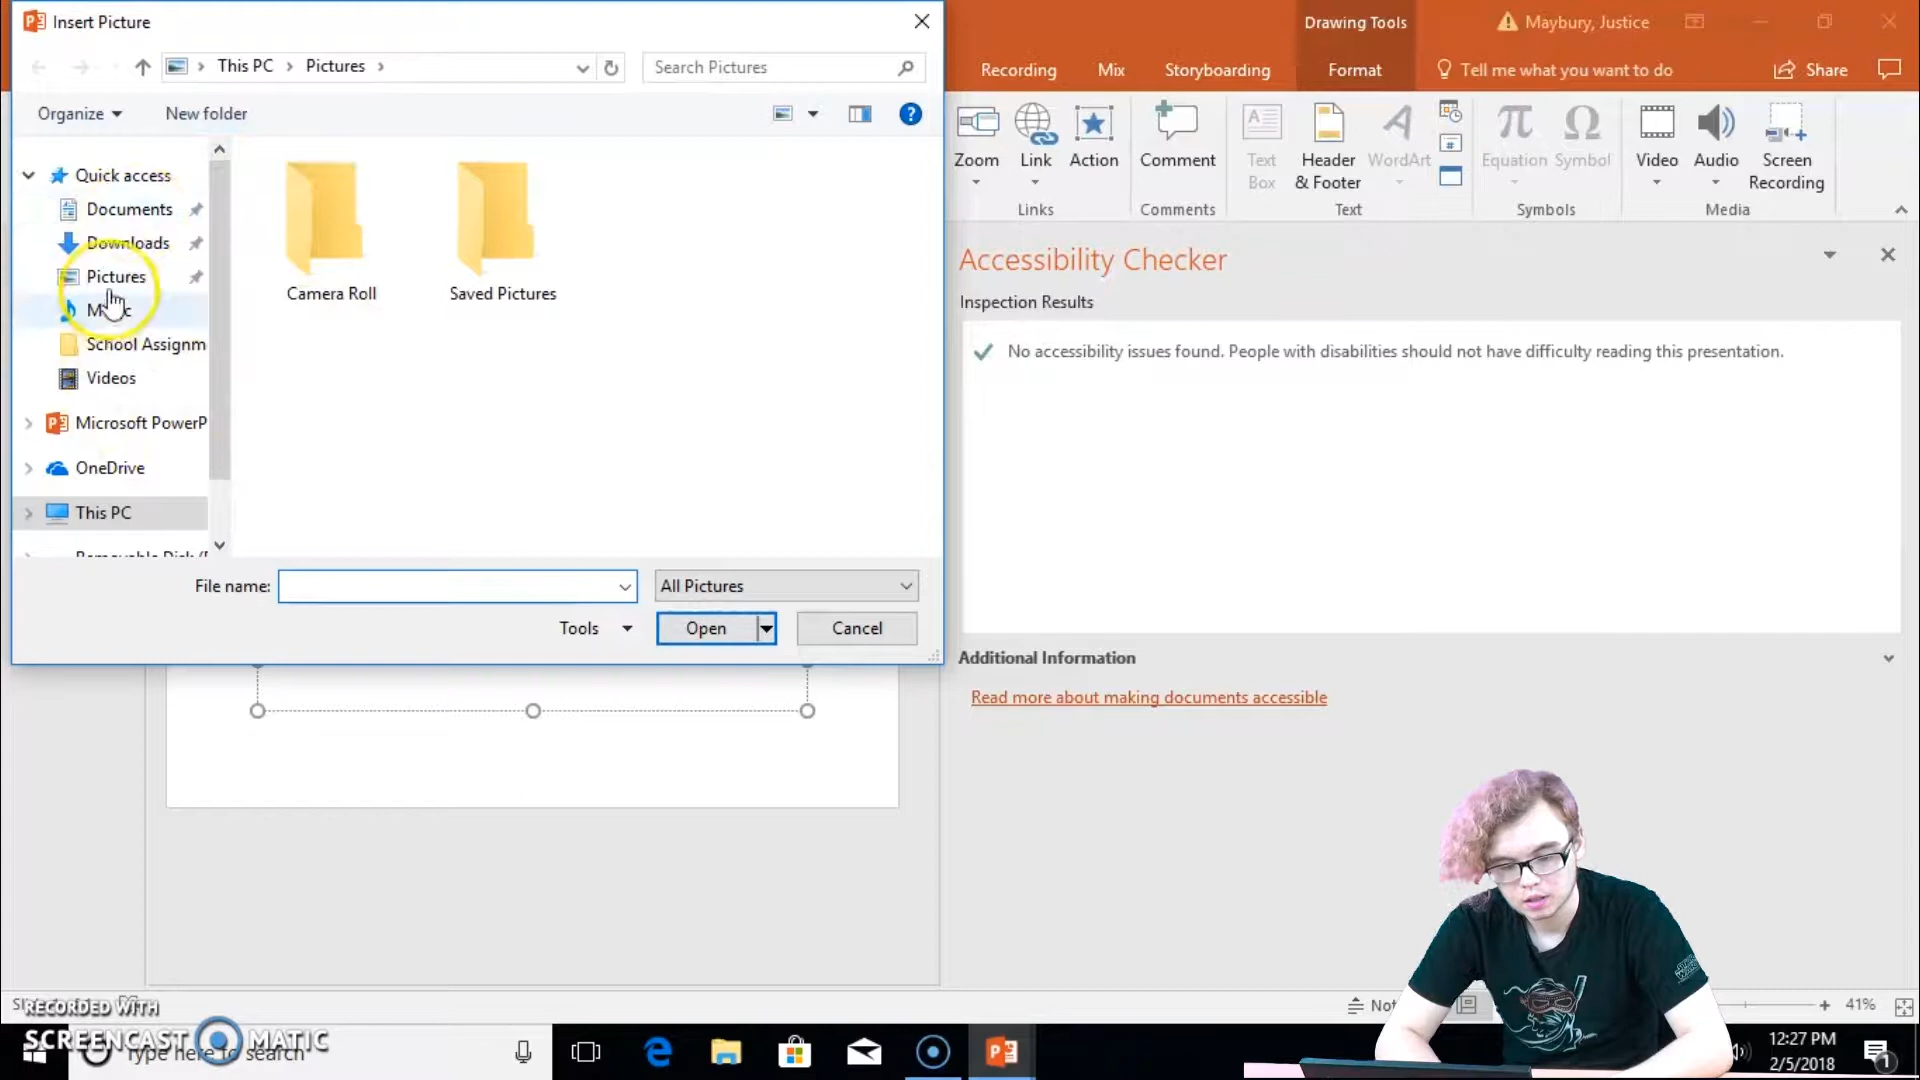 Insert Picture
Drawing Tools
Maybury, Justice
This PC > Pictures >
Search Pictures
Recording
Mix
Storyboarding
Format
Tell me what you want to do
Share
Organize
New folder
Quick access
Documents
Downloads
Pictures
School Assignm
Videos
Microsoft PowerP
OneDrive
This PC
Camera Roll
Saved Pictures
File name:
All Pictures
Tools
Open
Cancel
Zoom
Link
Action
Comment
Text Box
Header & Footer
WordArt
Equation
Symbol
Video
Audio
Screen Recording
Links
Comments
Text
Symbols
Media
Accessibility Checker
Inspection Results
No accessibility issues found. People with disabilities should not have difficulty reading this presentation.
Additional Information
Read more about making documents accessible
41%
RECORDED WITH
SCREENCAST MATIC
Type here to search
12:27 PM
2/5/2018
1